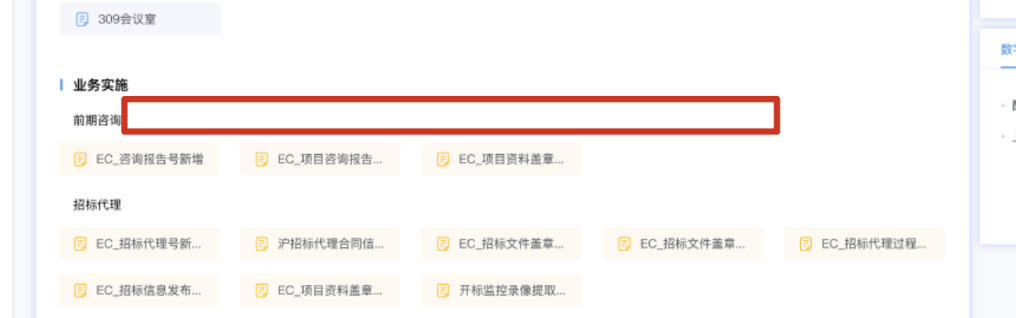 309会议室
数字
业务实施
前期咨询
EC_咨询报告号新增
EC_项目咨询报告...
EC_项目资料盖章...
招标代理
EC_招标代理号新...
沪招标代理合同信...
EC_招标文件盖章...
EC_招标文件盖章...
EC_招标代理过程...
EC_招标信息发布...
EC_项目资料盖章...
开标监控录像提取...